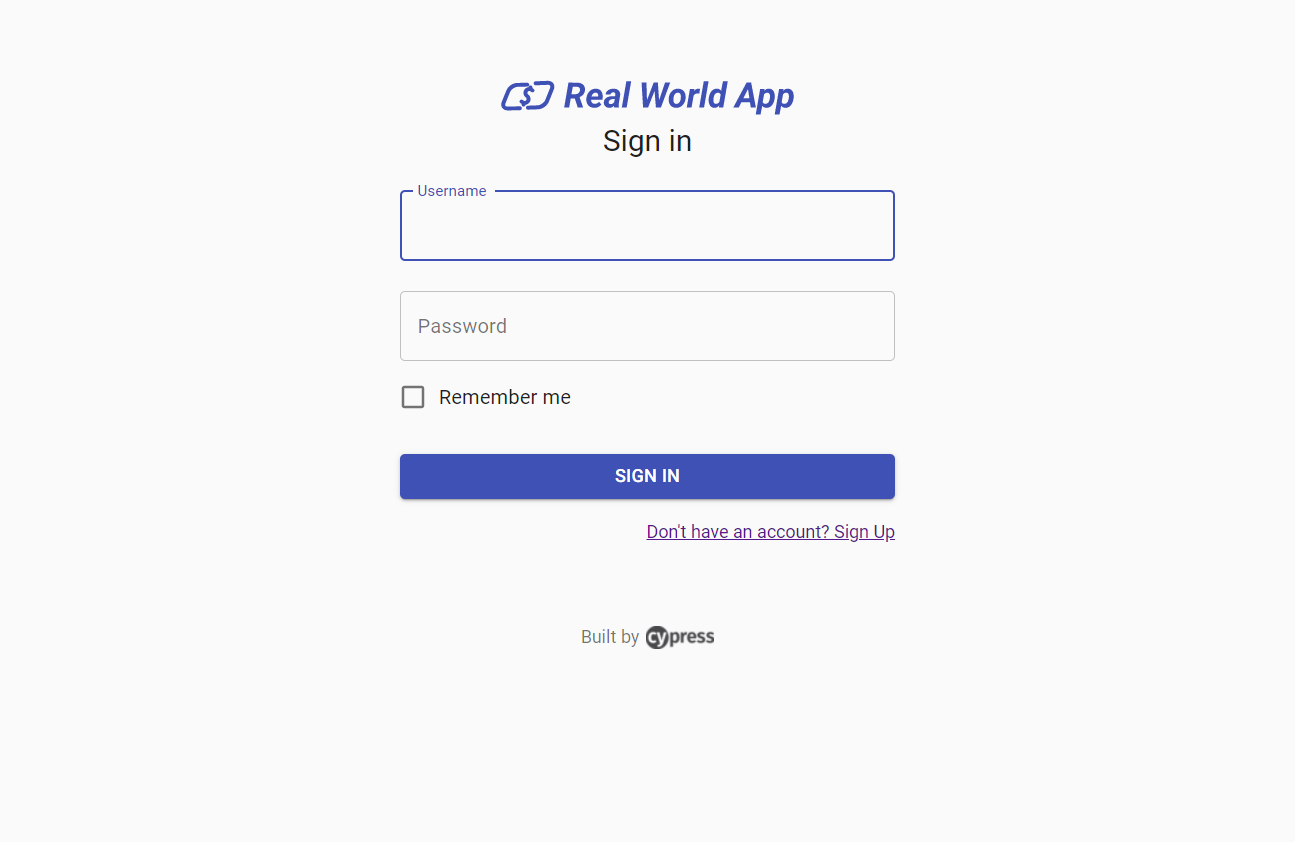 Real World App
Sign in
Username
Password
Remember me
SIGN IN
Don't have an account? Sign Up
Built by cypress